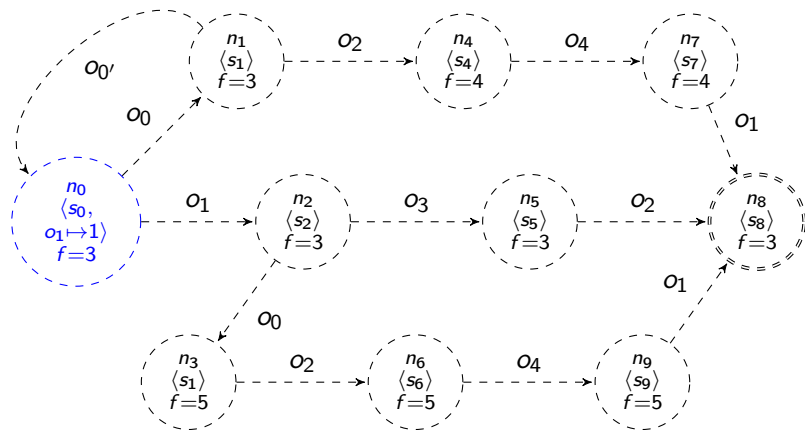 n₁
⟨s₁⟩
f=3
o₂
n₄
⟨s₄⟩
f=4
o₄
n₇
⟨s₇⟩
f=4
o₀′
o₀
o₁
n₀
⟨s₀,
o₁↦1⟩
f=3
o₁
n₂
⟨s₂⟩
f=3
o₃
n₅
⟨s₅⟩
f=3
o₂
n₈
⟨s₈⟩
f=3
o₀
o₁
n₃
⟨s₁⟩
f=5
o₂
n₆
⟨s₆⟩
f=5
o₄
n₉
⟨s₉⟩
f=5